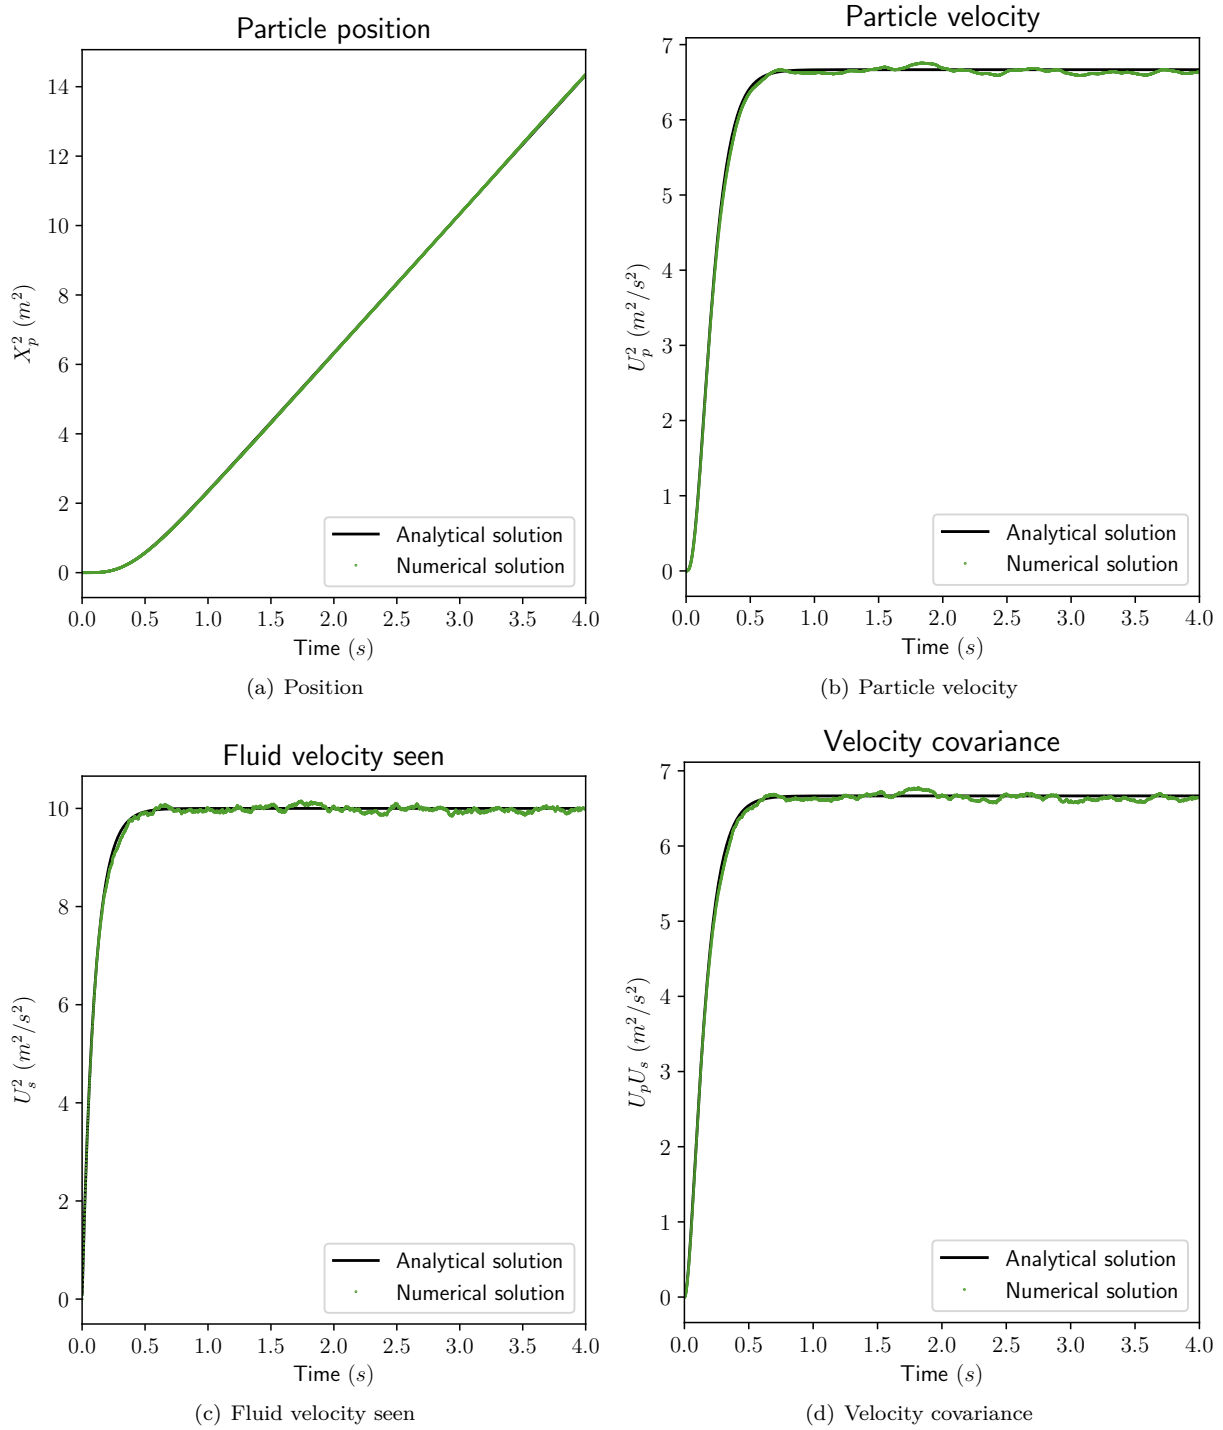 Particle position
14
12
10
8
6
4
2
0
X_p^2 (m^2)
Analytical solution
Numerical solution
0.0 0.5 1.0 1.5 2.0 2.5 3.0 3.5 4.0
Time (s)
(a) Position
Particle velocity
7
6
5
4
3
2
1
0
U_p^2 (m^2/s^2)
Analytical solution
Numerical solution
0.0 0.5 1.0 1.5 2.0 2.5 3.0 3.5 4.0
Time (s)
(b) Particle velocity
Fluid velocity seen
10
8
6
4
2
0
U_s^2 (m^2/s^2)
Analytical solution
Numerical solution
0.0 0.5 1.0 1.5 2.0 2.5 3.0 3.5 4.0
Time (s)
(c) Fluid velocity seen
Velocity covariance
7
6
5
4
3
2
1
0
U_pU_s (m^2/s^2)
Analytical solution
Numerical solution
0.0 0.5 1.0 1.5 2.0 2.5 3.0 3.5 4.0
Time (s)
(d) Velocity covariance